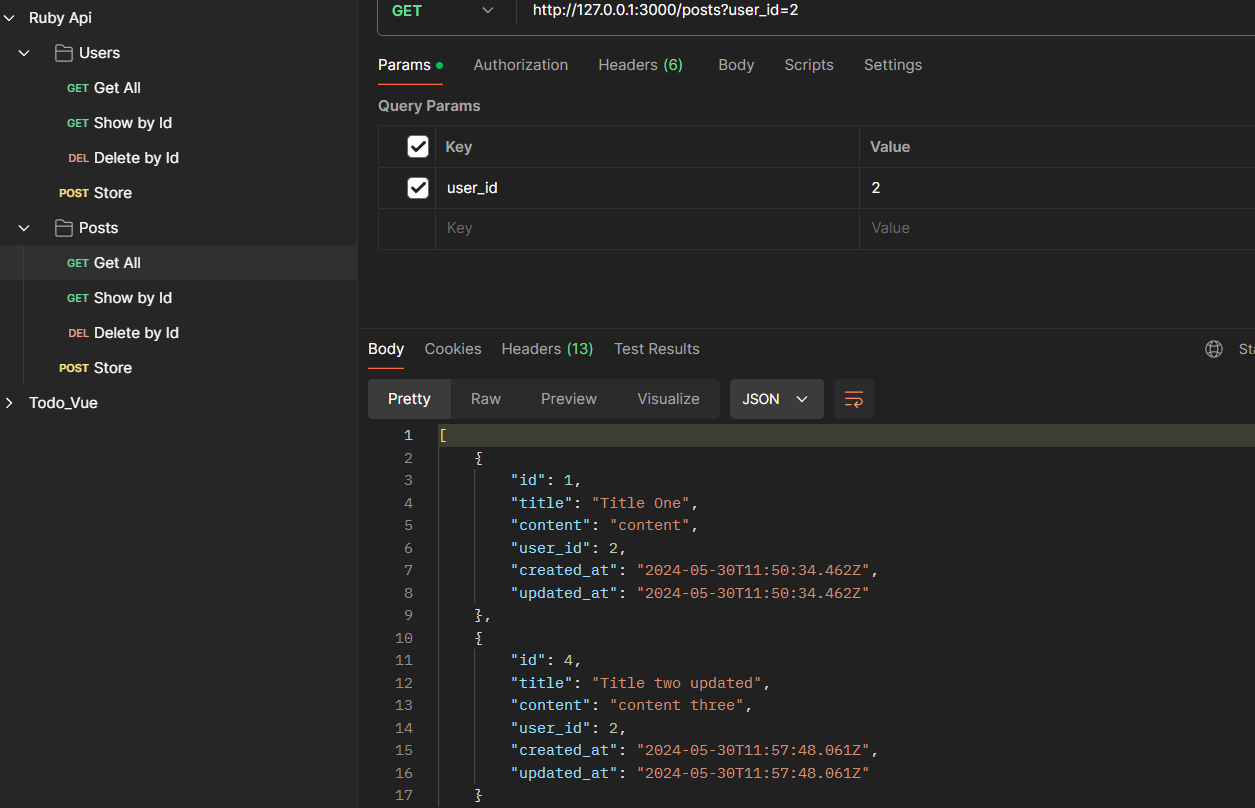 Ruby Api
Users
GET Get All
GET Show by Id
DEL Delete by Id
POST Store
Posts
GET Get All
GET Show by Id
DEL Delete by Id
POST Store
Todo_Vue
GET http://127.0.0.1:3000/posts?user_id=2
Params Authorization Headers (6) Body Scripts Settings
Query Params
Key Value
user_id 2
Key Value
Body Cookies Headers (13) Test Results Sta
Pretty Raw Preview Visualize JSON
1 [
2 {
3 "id": 1,
4 "title": "Title One",
5 "content": "content",
6 "user_id": 2,
7 "created_at": "2024-05-30T11:50:34.462Z",
8 "updated_at": "2024-05-30T11:50:34.462Z"
9 },
10 {
11 "id": 4,
12 "title": "Title two updated",
13 "content": "content three",
14 "user_id": 2,
15 "created_at": "2024-05-30T11:57:48.061Z",
16 "updated_at": "2024-05-30T11:57:48.061Z"
17 }